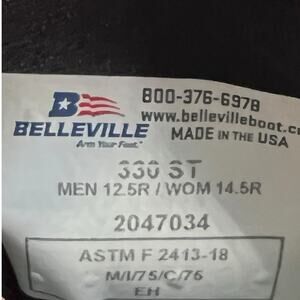 800-376-6978
www.bellevilleboot.c
BELLEVILLE
Arm Your Feet.
MADE IN THE USA
330 ST
MEN 12.5R / WOM 14.5R
2047034
ASTM F 2413-18
M/I/75/C/75
EH